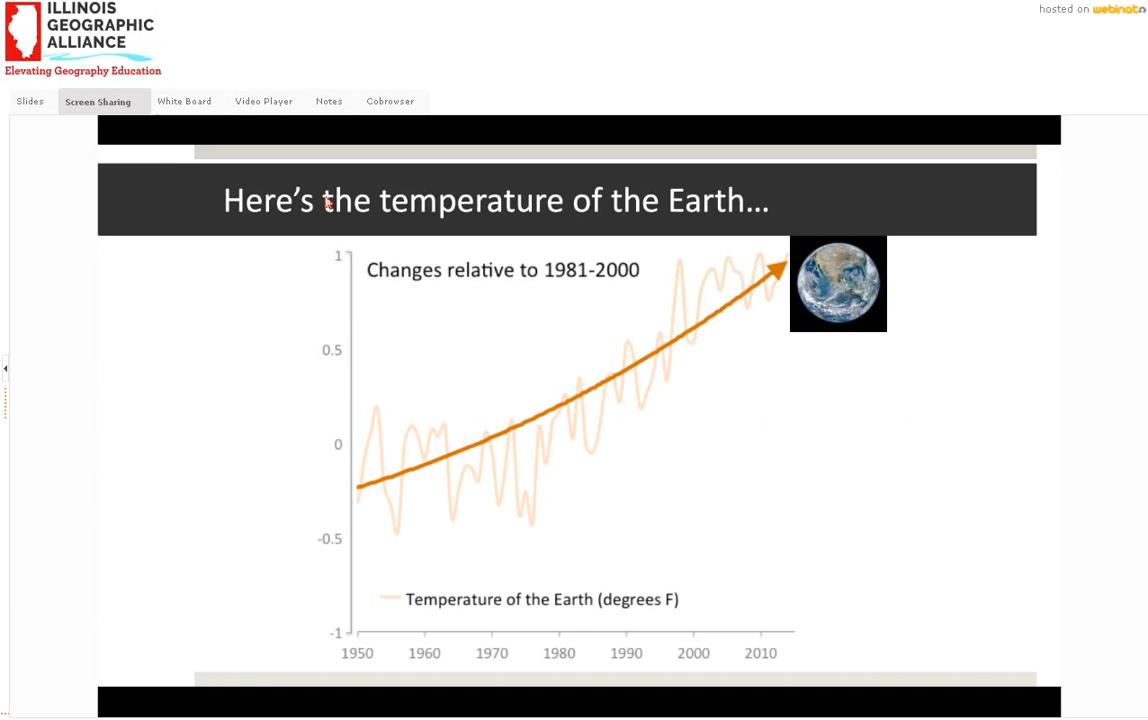 ILLINOIS
GEOGRAPHIC
ALLIANCE
Elevating Geography Education
hosted on webinato
Slides Screen Sharing White Board Video Player Notes Cobrowser
Here's the temperature of the Earth…
Changes relative to 1981-2000
1
0.5
0
-0.5
-1
Temperature of the Earth (degrees F)
1950 1960 1970 1980 1990 2000 2010